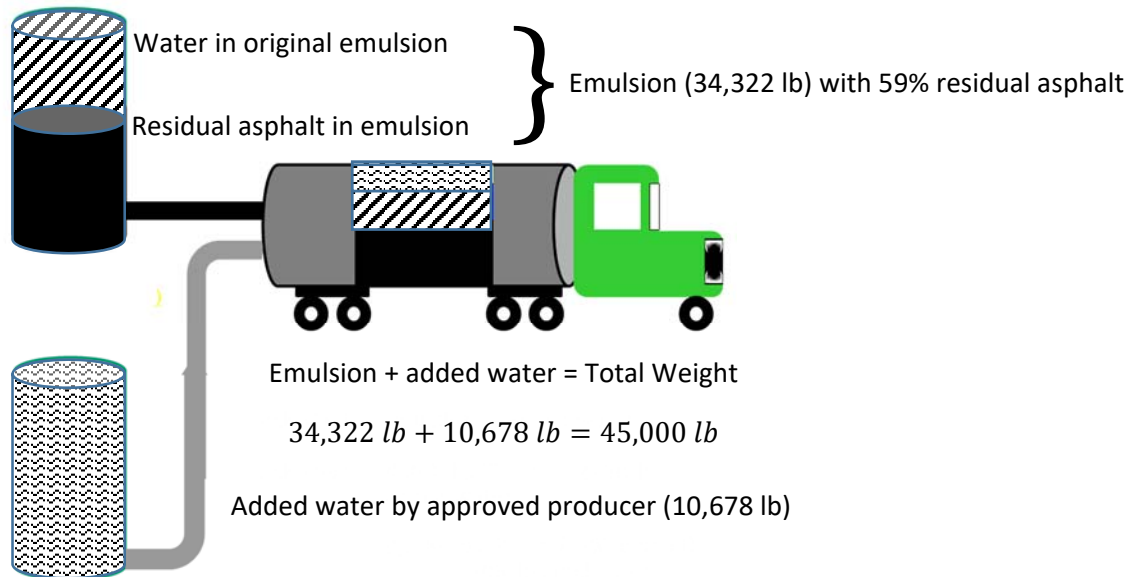 Water in original emulsion
} Emulsion (34,322 lb) with 59% residual asphalt
Residual asphalt in emulsion
)
Emulsion + added water = Total Weight
34,322 lb + 10,678 lb = 45,000 lb
Added water by approved producer (10,678 lb)